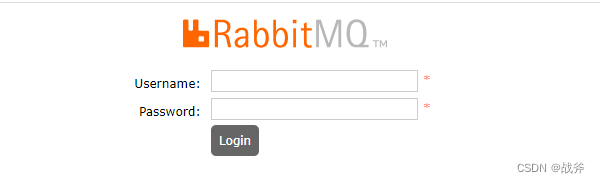 RabbitMQ™
Username: *
Password: *
Login
CSDN @战斧